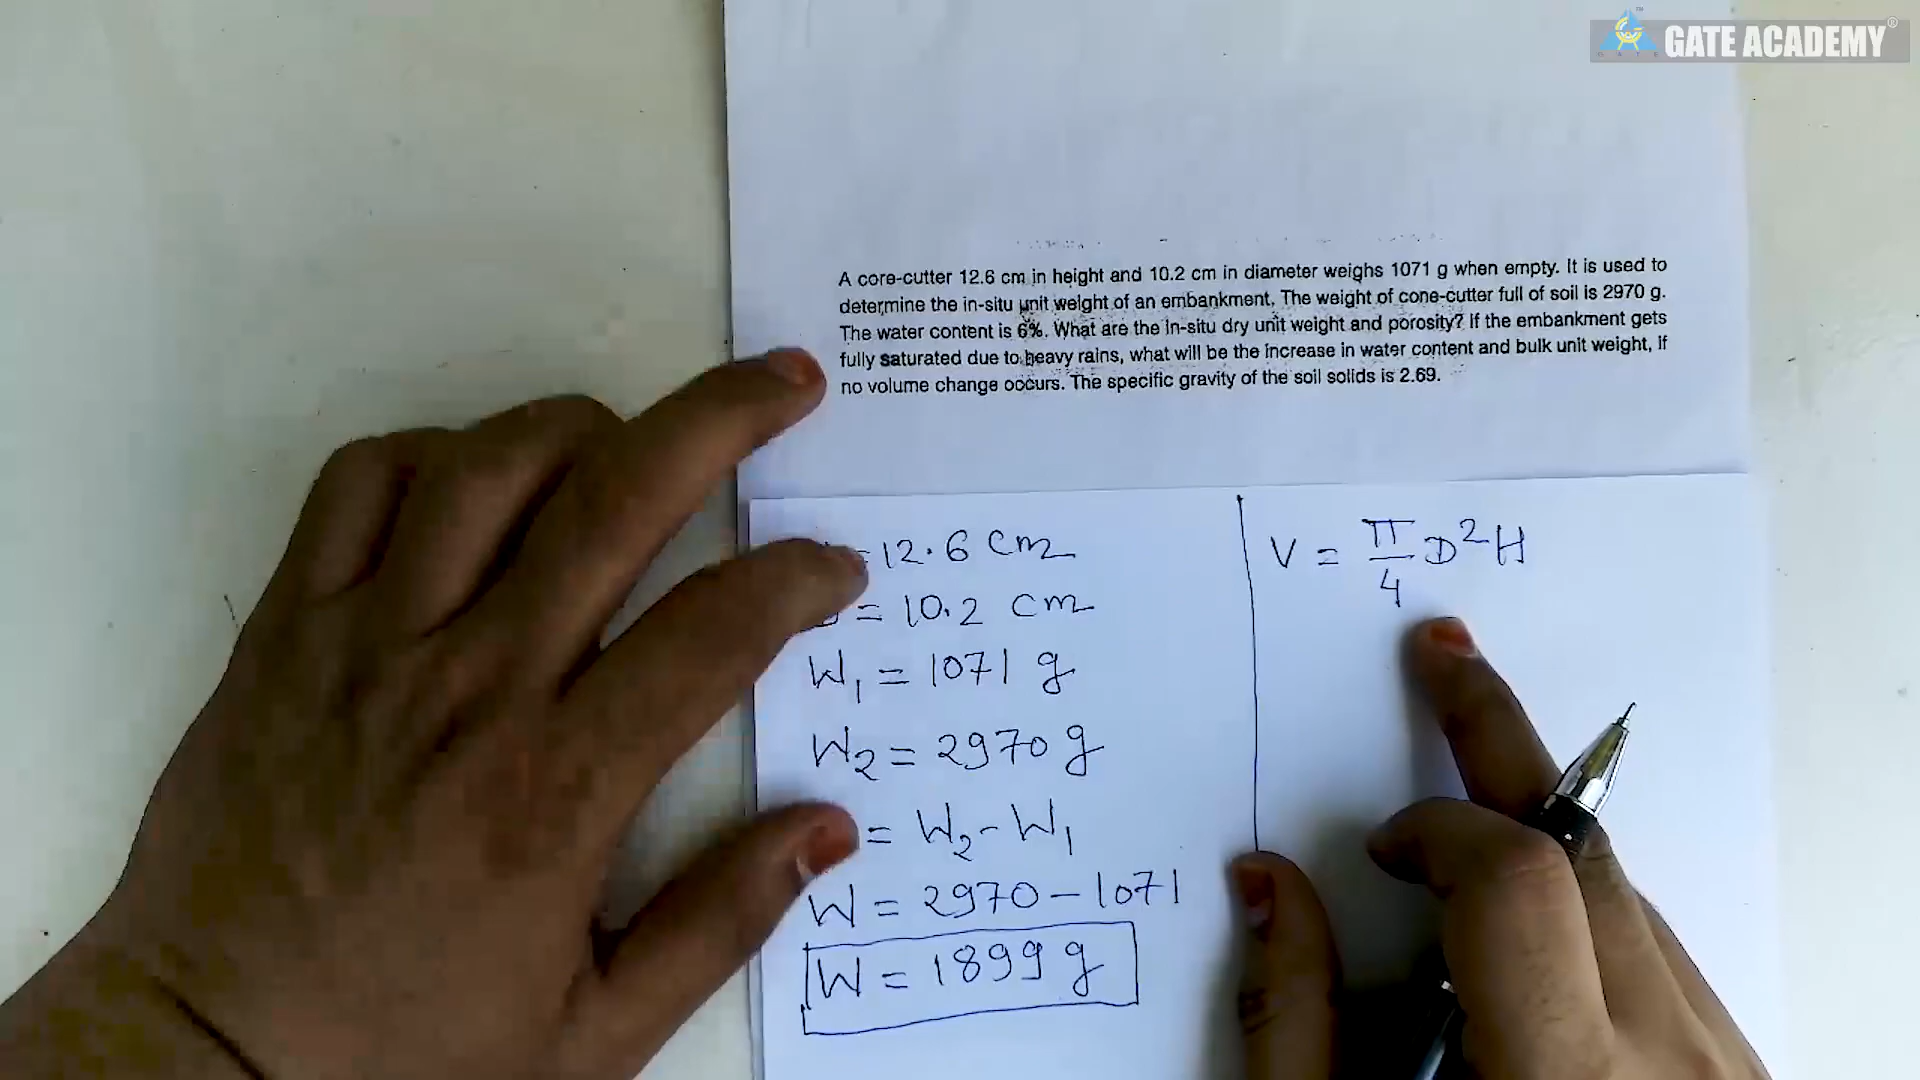 GATE ACADEMY®
A core-cutter 12.6 cm in height and 10.2 cm in diameter weighs 1071 g when empty. It is used to
determine the in-situ unit weight of an embankment. The weight of cone-cutter full of soil is 2970 g.
The water content is 6%. What are the in-situ dry unit weight and porosity? If the embankment gets
fully saturated due to heavy rains, what will be the increase in water content and bulk unit weight, if
no volume change occurs. The specific gravity of the soil solids is 2.69.
= 12.6 cm
= 10.2 cm
W₁ = 1071 g
W₂ = 2970 g
= W₂ - W₁
W = 2970 - 1071
W = 1899 g
V = π/4 D²H